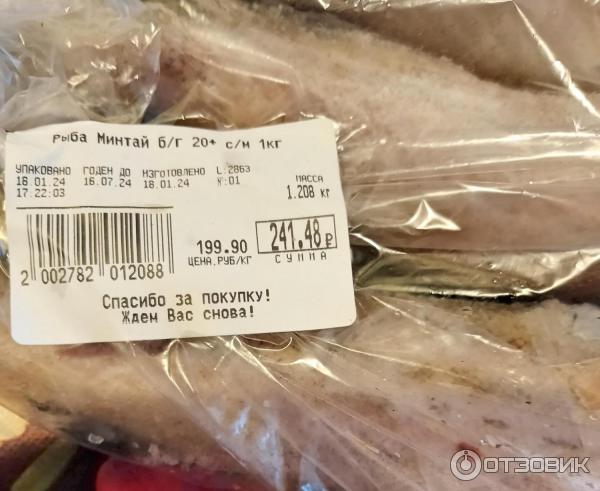 Рыба Минтай б/г 20+ с/м 1кг
УПАКОВАНО ГОДЕН ДО ИЗГОТОВЛЕНО L:2863
18.01.24 16.07.24 18.01.24 №:01 МАССА
17:22:03 1.208 кг
199.90 241.48 ₽
ЦЕНА,РУБ/КГ СУММА
2 002782 012088
Спасибо за покупку!
Ждем Вас снова!
ОТЗОВИК